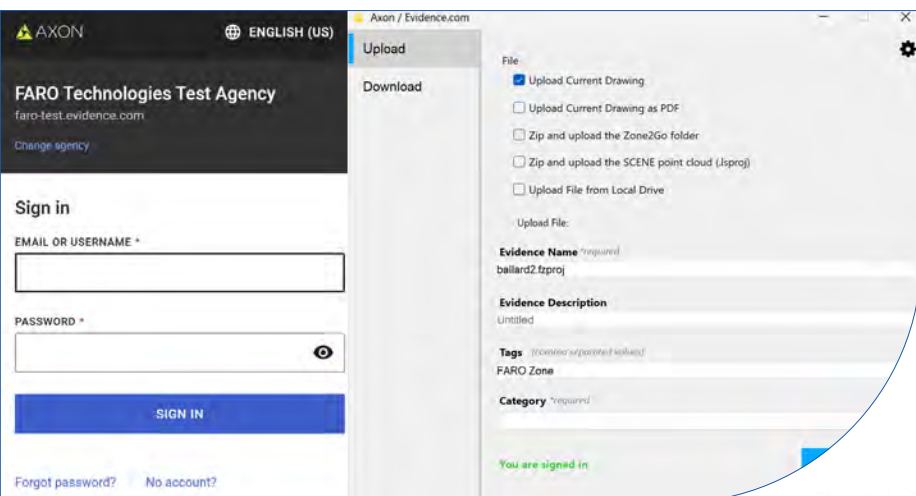 AXON
ENGLISH (US)
FARO Technologies Test Agency
faro-test.evidence.com
Change agency
Sign in
EMAIL OR USERNAME *
PASSWORD *
SIGN IN
Forgot password? No account?
Axon / Evidence.com
Upload
Download
File
Upload Current Drawing
Upload Current Drawing as PDF
Zip and upload the Zone2Go folder
Zip and upload the SCENE point cloud (.lsproj)
Upload File from Local Drive
Upload File:
Evidence Name *required
ballard2.fzproj
Evidence Description
Untitled
Tags (comma separated values)
FARO Zone
Category *required
You are signed in